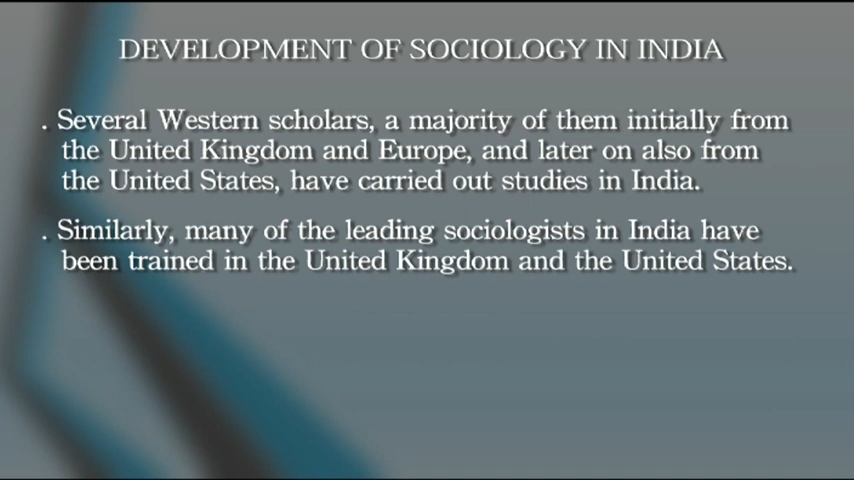 DEVELOPMENT OF SOCIOLOGY IN INDIA
. Several Western scholars, a majority of them initially from
the United Kingdom and Europe, and later on also from
the United States, have carried out studies in India.
. Similarly, many of the leading sociologists in India have
been trained in the United Kingdom and the United States.